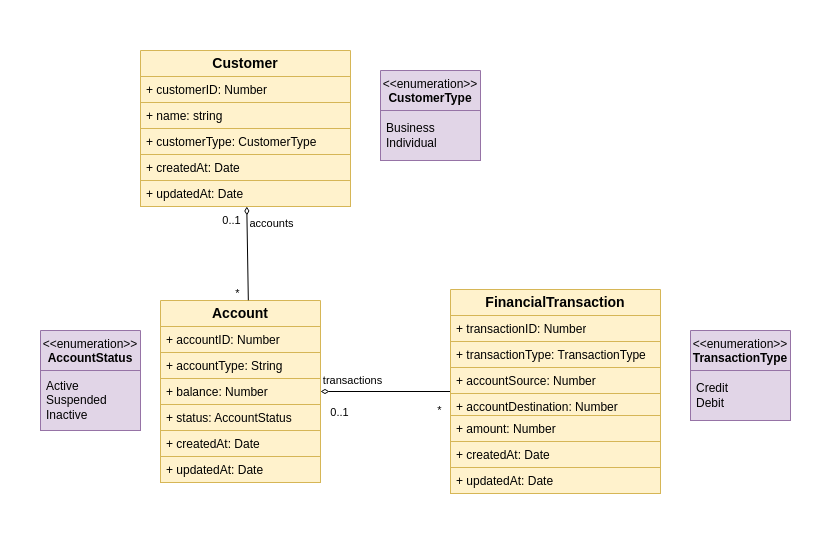 Customer
+ customerID: Number
+ name: string
+ customerType: CustomerType
+ createdAt: Date
+ updatedAt: Date
<<enumeration>>
CustomerType
Business
Individual
0..1
accounts
*
Account
+ accountID: Number
+ accountType: String
+ balance: Number
+ status: AccountStatus
+ createdAt: Date
+ updatedAt: Date
<<enumeration>>
AccountStatus
Active
Suspended
Inactive
transactions
0..1
*
FinancialTransaction
+ transactionID: Number
+ transactionType: TransactionType
+ accountSource: Number
+ accountDestination: Number
+ amount: Number
+ createdAt: Date
+ updatedAt: Date
<<enumeration>>
TransactionType
Credit
Debit